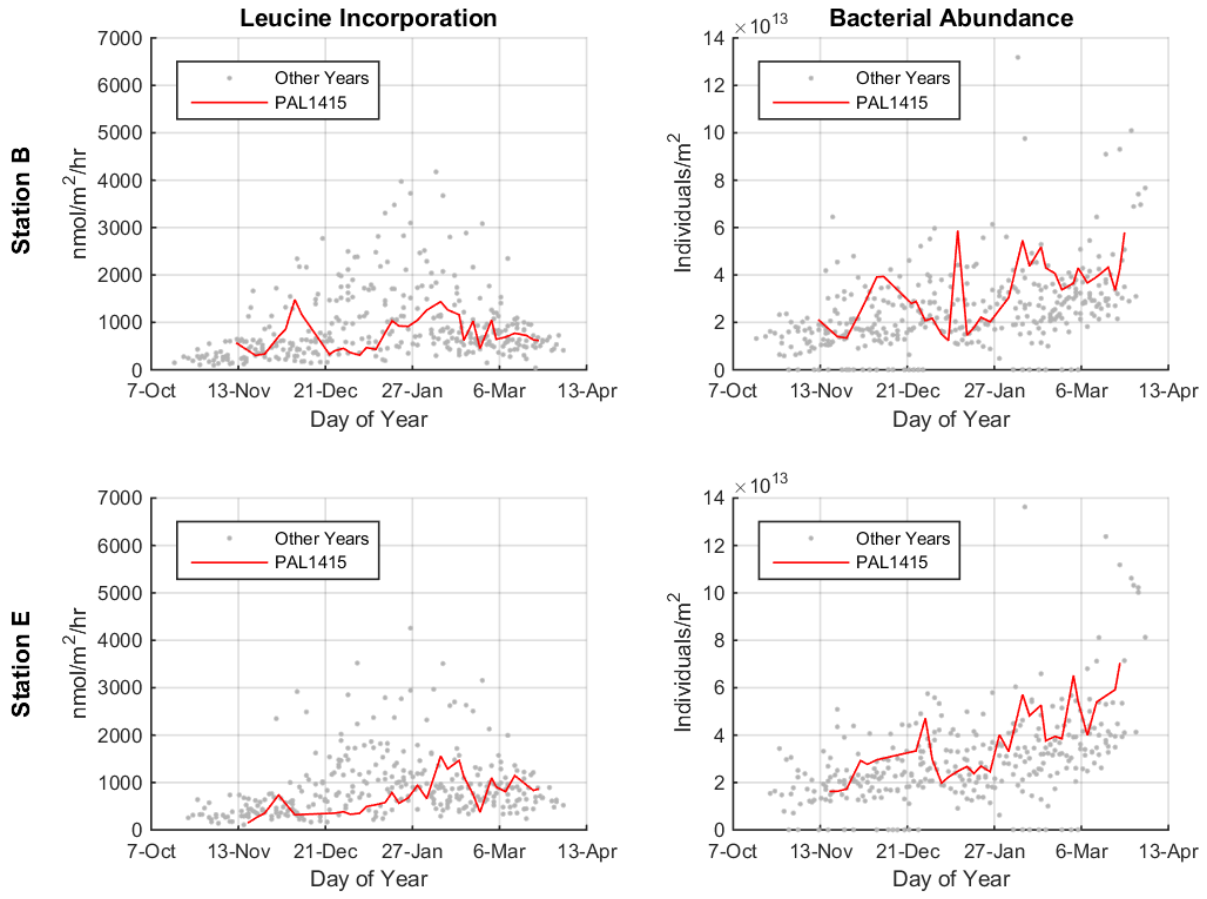 Leucine Incorporation
Station B
nmol/m²/hr
7000
6000
5000
4000
3000
2000
1000
0
Other Years
PAL1415
7-Oct 13-Nov 21-Dec 27-Jan 6-Mar 13-Apr
Day of Year
Bacterial Abundance
×10¹³
Individuals/m²
14
12
10
8
6
4
2
0
Other Years
PAL1415
7-Oct 13-Nov 21-Dec 27-Jan 6-Mar 13-Apr
Day of Year
Station E
nmol/m²/hr
7000
6000
5000
4000
3000
2000
1000
0
Other Years
PAL1415
7-Oct 13-Nov 21-Dec 27-Jan 6-Mar 13-Apr
Day of Year
×10¹³
Individuals/m²
14
12
10
8
6
4
2
0
Other Years
PAL1415
7-Oct 13-Nov 21-Dec 27-Jan 6-Mar 13-Apr
Day of Year